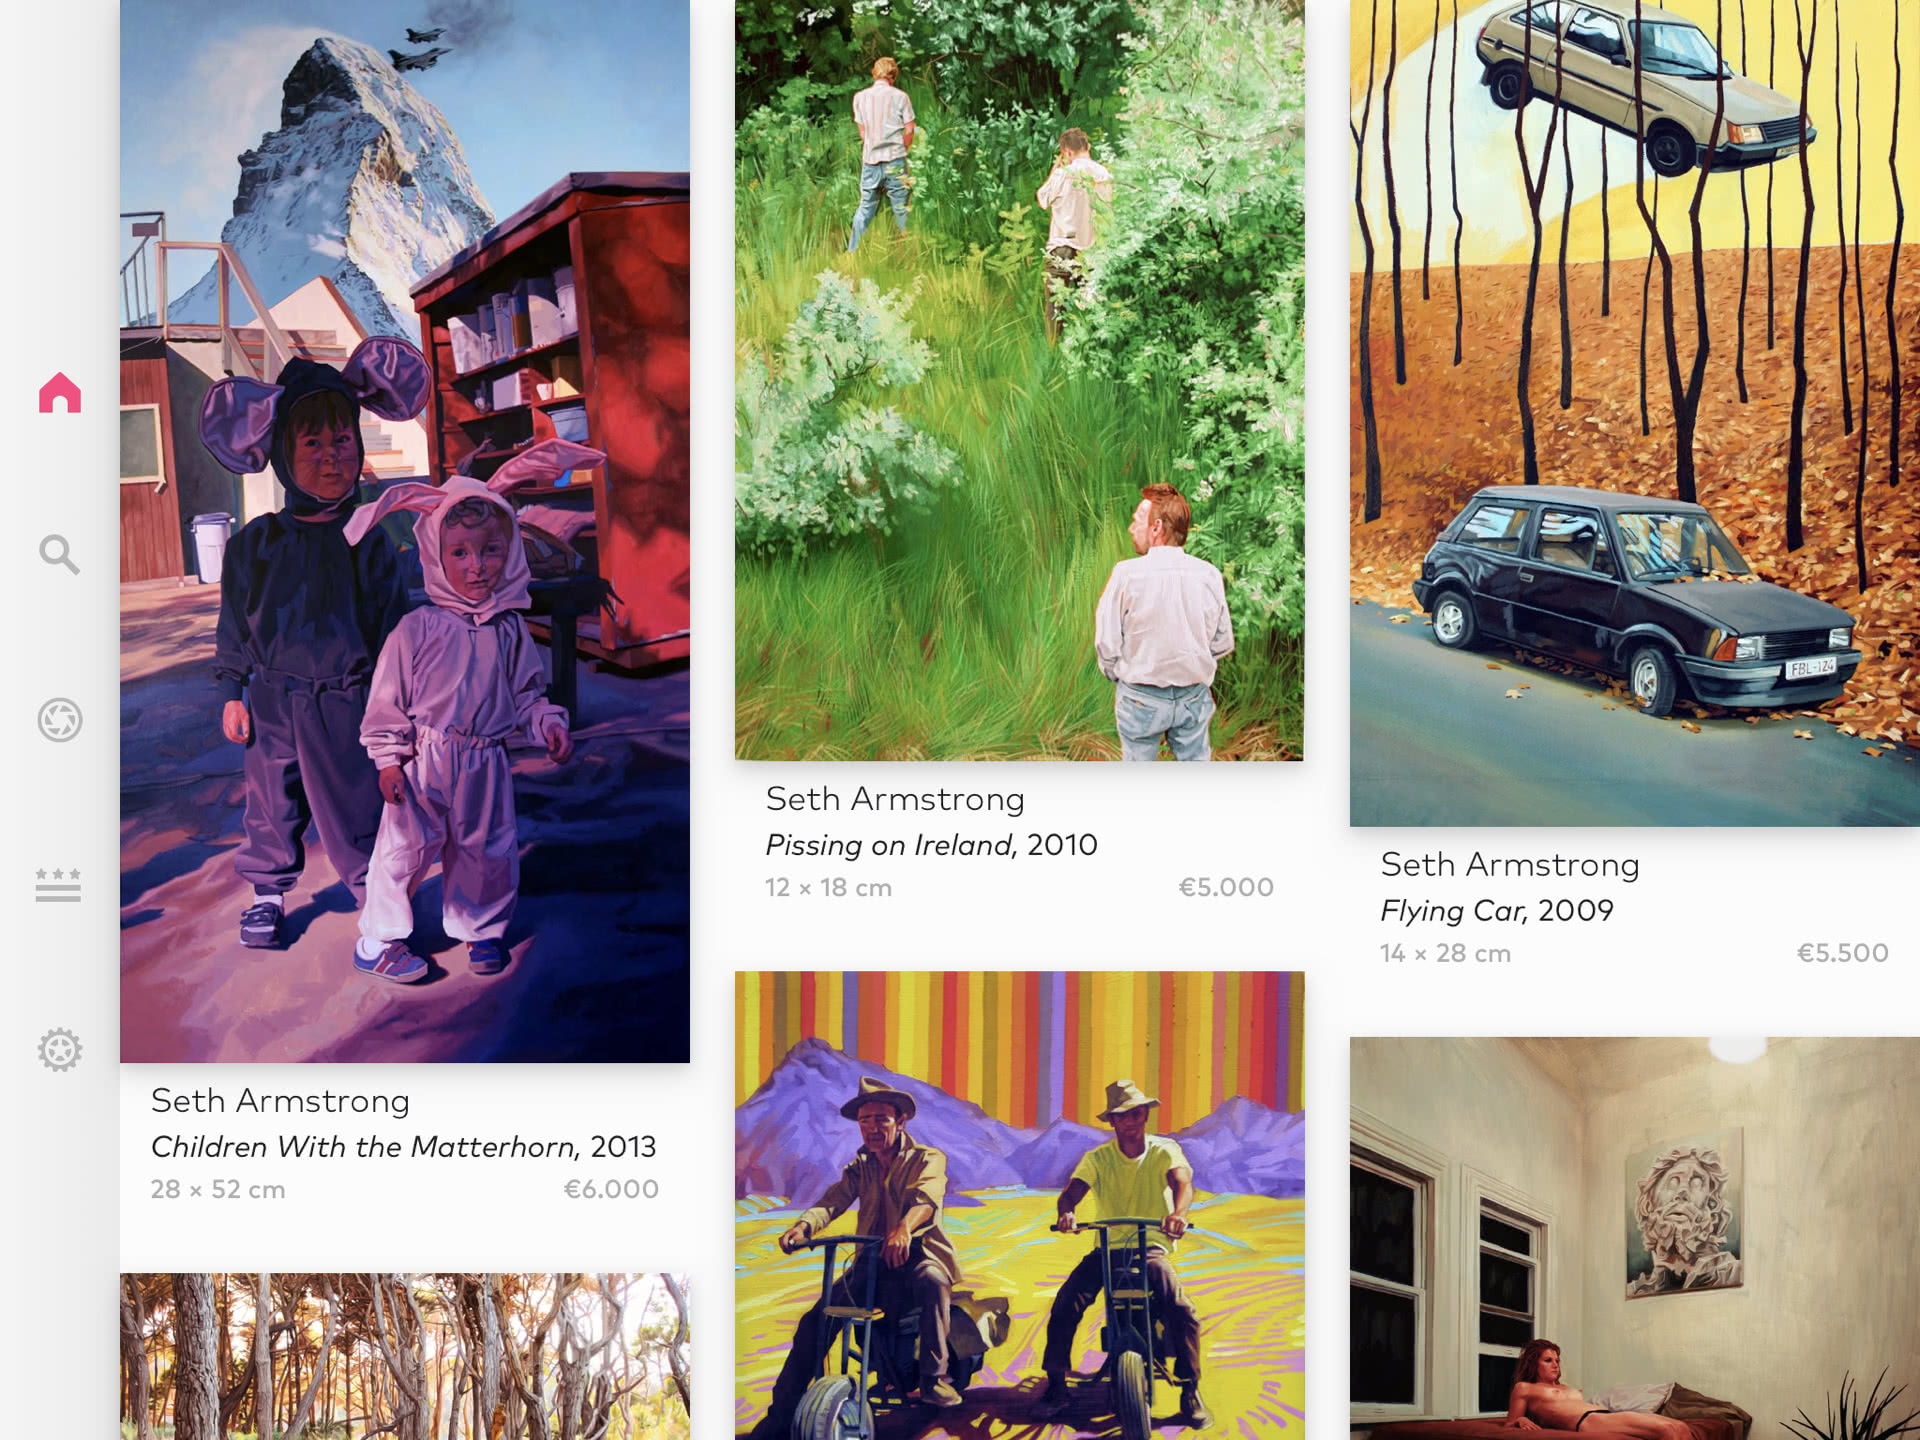 FBL-124
Seth Armstrong
Pissing on Ireland, 2010
12 × 18 cm
€5.000
Seth Armstrong
Flying Car, 2009
14 × 28 cm
€5.500
Seth Armstrong
Children With the Matterhorn, 2013
28 × 52 cm
€6.000